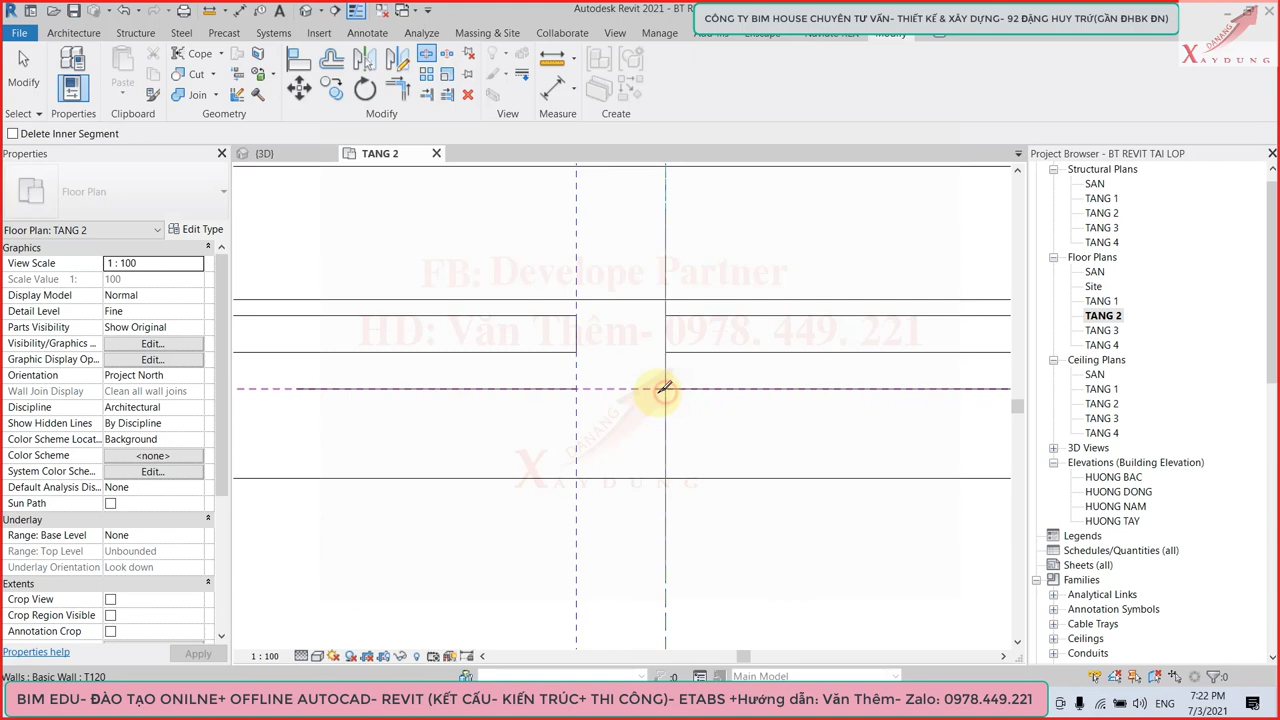 Autodesk Revit 2021 - BT R
CÔNG TY BIM HOUSE CHUYÊN TƯ VẤN- THIẾT KẾ & XÂY DỰNG- 92 ĐẶNG HUY TRỨ(GẦN ĐHBK ĐN)
File Architecture Structure Steel Precast Systems Insert Annotate Analyze Massing & Site Collaborate View Manage Add-Ins Modify
DANANG
XAYDUNG
Modify Paste Cope
Cut
Join
Select Properties Clipboard Geometry Modify View Measure Create
Delete Inner Segment
Properties
(3D)
TANG 2
Project Browser - BT REVIT TAI LOP
Floor Plan
Floor Plan: TANG 2 Edit Type
Graphics
View Scale 1 : 100
Scale Value 1: 100
Display Model Normal
Detail Level Fine
Parts Visibility Show Original
Visibility/Graphics ... Edit...
Graphic Display Op... Edit...
Orientation Project North
Wall Join Display Clean all wall joins
Discipline Architectural
Show Hidden Lines By Discipline
Color Scheme Locat... Background
Color Scheme <none>
System Color Sche... Edit...
Default Analysis Dis... None
Sun Path
Underlay
Range: Base Level None
Range: Top Level Unbounded
Underlay Orientation Look down
Extents
Crop View
Crop Region Visible
Annotation Crop
Properties help Apply
FB: Develope Partner
HD: Văn Thêm- 0978. 449. 221
DANANG
XAYDUNG
Structural Plans
SAN
TANG 1
TANG 2
TANG 3
TANG 4
Floor Plans
SAN
Site
TANG 1
TANG 2
TANG 3
TANG 4
Ceiling Plans
SAN
TANG 1
TANG 2
TANG 3
TANG 4
3D Views
Elevations (Building Elevation)
HUONG BAC
HUONG DONG
HUONG NAM
HUONG TAY
Legends
Schedules/Quantities (all)
Sheets (all)
Families
Analytical Links
Annotation Symbols
Cable Trays
Ceilings
Columns
Conduits
1 : 100
Walls : Basic Wall : T120
:0
Main Model
:0
BIM EDU- ĐÀO TẠO ONILNE+ OFFLINE AUTOCAD- REVIT (KẾT CẤU- KIẾN TRÚC+ THI CÔNG)- ETABS +Hướng dẫn: Văn Thêm- Zalo: 0978.449.221
ENG
7:22 PM
7/3/2021